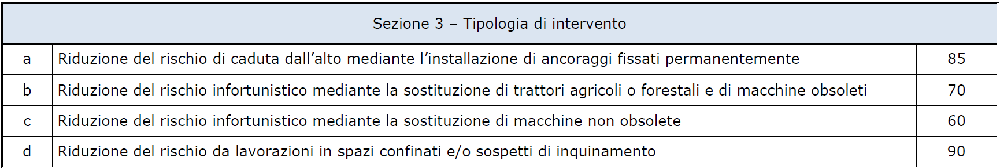 Sezione 3 – Tipologia di intervento
a Riduzione del rischio di caduta dall’alto mediante l’installazione di ancoraggi fissati permanentemente 85
b Riduzione del rischio infortunistico mediante la sostituzione di trattori agricoli o forestali e di macchine obsoleti 70
c Riduzione del rischio infortunistico mediante la sostituzione di macchine non obsolete 60
d Riduzione del rischio da lavorazioni in spazi confinati e/o sospetti di inquinamento 90